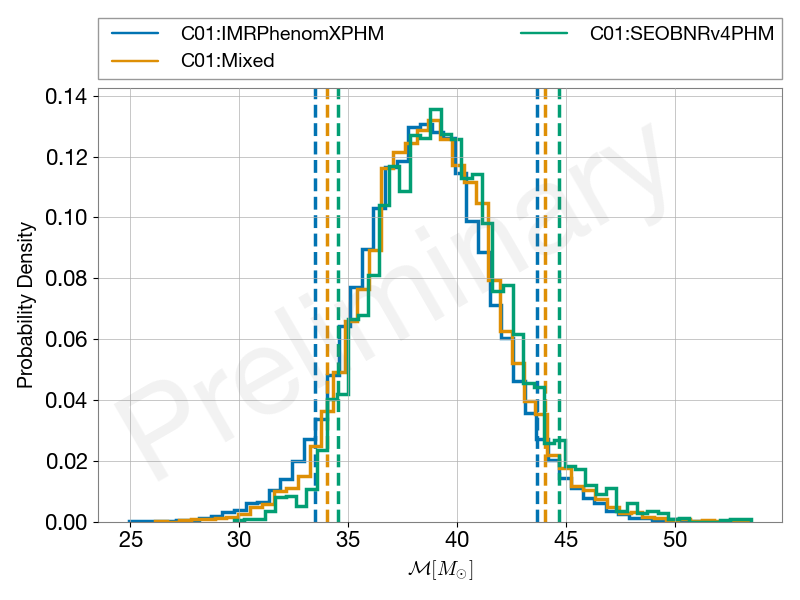 C01:IMRPhenomXPHM C01:SEOBNRv4PHM
C01:Mixed
0.14
0.12
0.10
0.08
0.06
0.04
0.02
0.00
Probability Density
Preliminary
25 30 35 40 45 50
ℳ[M⊙]